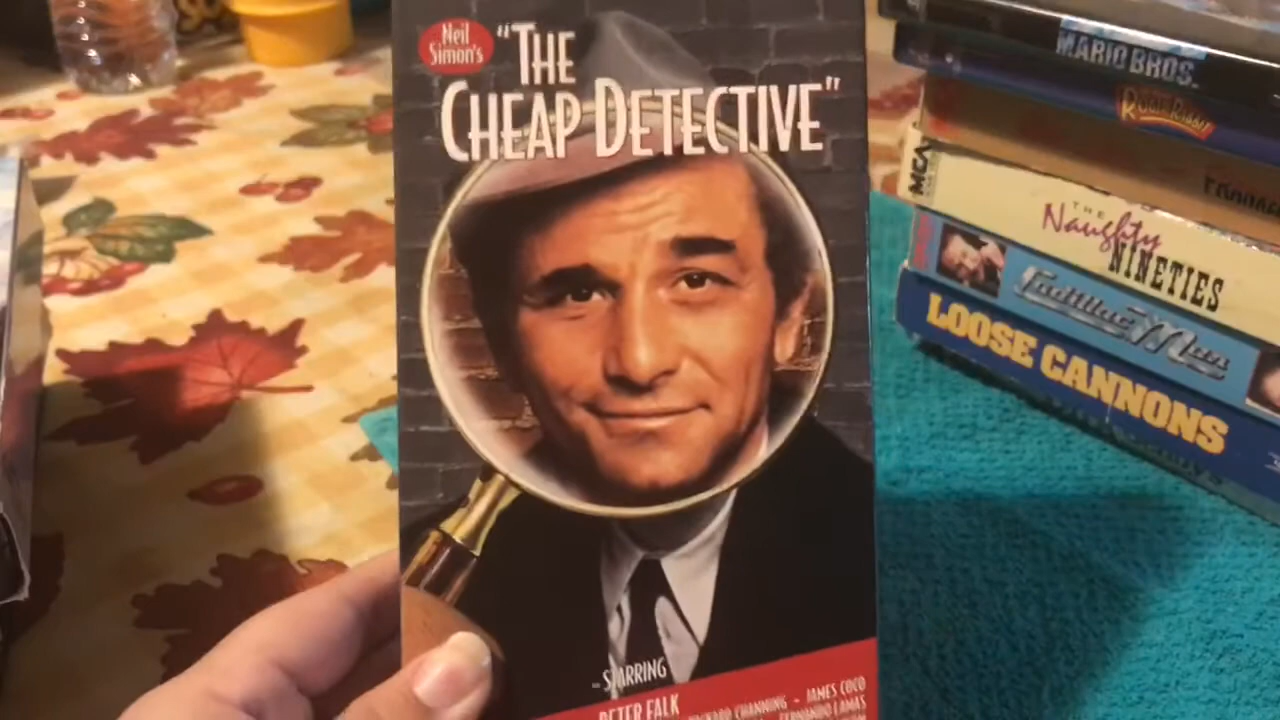 Neil
Simon's
"THE
CHEAP DETECTIVE"
STARRING
PETER FALK
CHANNING - JAMES COCO
FERNANDO LAMAS
MARIO BROS.
ROGER RABBIT
MCA
THE
Naughty
NINETIES
Cadillac Man
LOOSE CANNONS